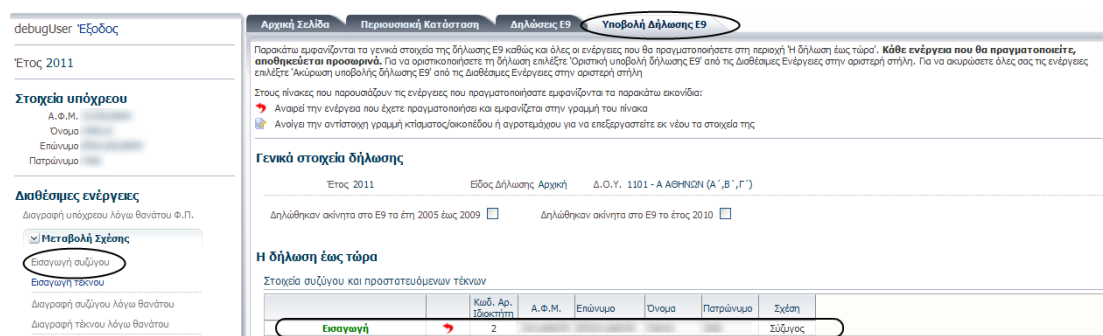 debugUser Έξοδος
Έτος 2011
Στοιχεία υπόχρεου
Α.Φ.Μ.
Όνομα
Επώνυμο
Πατρώνυμο
Διαθέσιμες ενέργειες
Διαγραφή υπόχρεου λόγω θανάτου Φ.Π.
Μεταβολή Σχέσης
Εισαγωγή συζύγου
Εισαγωγή τέκνου
Διαγραφή συζύγου λόγω θανάτου
Διαγραφή τέκνου λόγω θανάτου
Αρχική Σελίδα Περιουσιακή Κατάσταση Δηλώσεις Ε9 Υποβολή Δήλωσης Ε9
Παρακάτω εμφανίζονται τα γενικά στοιχεία της δήλωσης Ε9 καθώς και όλες οι ενέργειες που θα πραγματοποιήσετε στη περιοχή 'Η δήλωση έως τώρα'. Κάθε ενέργεια που θα πραγματοποιείτε,
αποθηκεύεται προσωρινά. Για να οριστικοποιήσετε τη δήλωση επιλέξτε 'Οριστική υποβολή δήλωσης Ε9' από τις Διαθέσιμες Ενέργειες στην αριστερή στήλη. Για να ακυρώσετε όλες σας τις ενέργειες
επιλέξτε 'Ακύρωση υποβολής δήλωσης Ε9' από τις Διαθέσιμες Ενέργειες στην αριστερή στήλη
Στους πίνακες που παρουσιάζουν τις ενέργειες που πραγματοποιήσατε εμφανίζονται τα παρακάτω εικονίδια:
Αναιρεί την ενέργεια που έχετε πραγματοποιήσει και εμφανίζεται στην γραμμή του πίνακα
Ανοίγει την αντίστοιχη γραμμή κτίσματος/οικοπέδου ή αγροτεμάχιου για να επεξεργαστείτε εκ νέου τα στοιχεία της
Γενικά στοιχεία δήλωσης
Έτος 2011 Είδος Δήλωσης Αρχική Δ.Ο.Υ. 1101 - Α ΑΘΗΝΩΝ (Α΄,Β΄,Γ΄)
Δηλώθηκαν ακίνητα στο Ε9 τα έτη 2005 έως 2009 Δηλώθηκαν ακίνητα στο Ε9 το έτος 2010
Η δήλωση έως τώρα
Στοιχεία συζύγου και προστατευόμενων τέκνων
Κωδ. Αρ. Ιδιοκτήτη Α.Φ.Μ. Επώνυμο Όνομα Πατρώνυμο Σχέση
Εισαγωγή 2 Σύζυγος